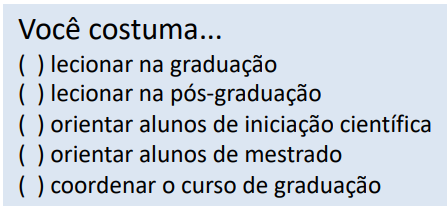 Você costuma...
( ) lecionar na graduação
( ) lecionar na pós-graduação
( ) orientar alunos de iniciação científica
( ) orientar alunos de mestrado
( ) coordenar o curso de graduação